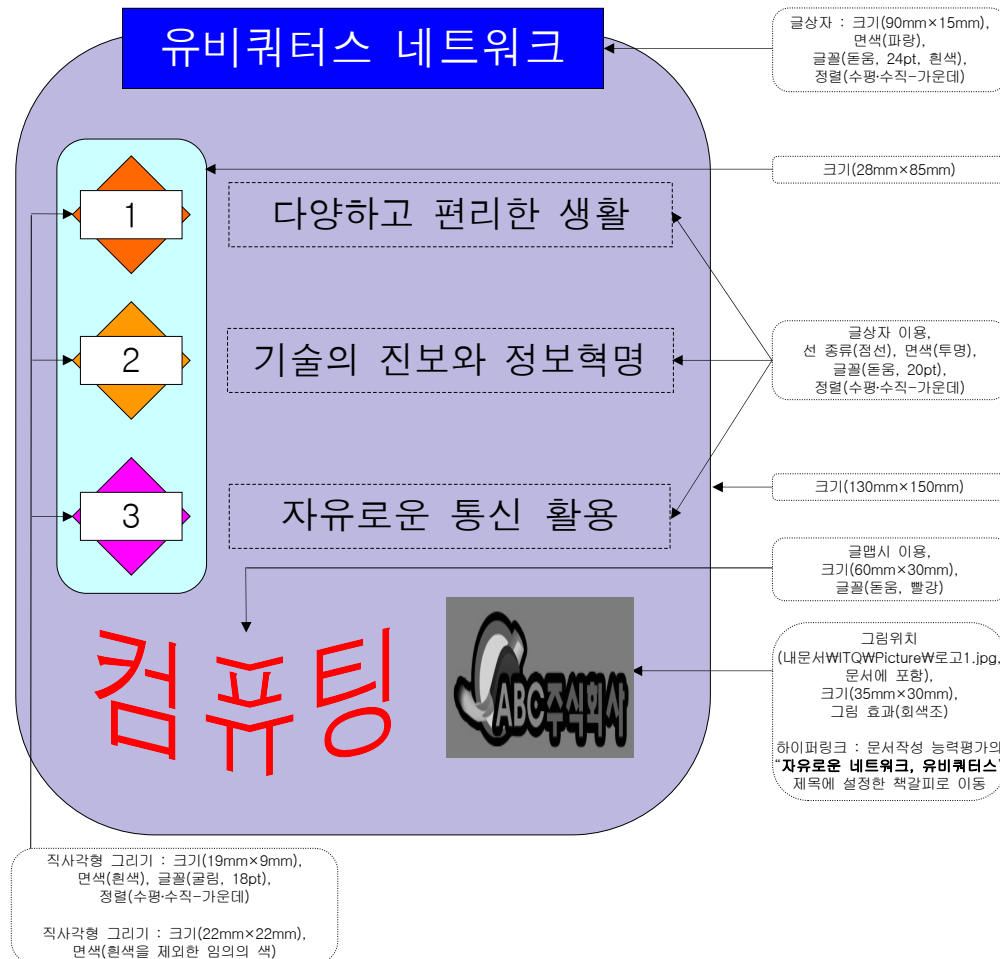 유비쿼터스 네트워크
글상자 : 크기(90mm×15mm),
면색(파랑),
글꼴(돋움, 24pt, 흰색),
정렬(수평·수직-가운데)
크기(28mm×85mm)
1
다양하고 편리한 생활
2
기술의 진보와 정보혁명
글상자 이용,
선 종류(점선), 면색(투명),
글꼴(돋움, 20pt),
정렬(수평·수직-가운데)
크기(130mm×150mm)
3
자유로운 통신 활용
글맵시 이용,
크기(60mm×30mm),
글꼴(돋움, 빨강)
컴퓨팅
ABC주식회사
그림위치
(내문서₩ITQ₩Picture₩로고1.jpg,
문서에 포함),
크기(35mm×30mm),
그림 효과(회색조)
하이퍼링크 : 문서작성 능력평가의
"자유로운 네트워크, 유비쿼터스"
제목에 설정한 책갈피로 이동
직사각형 그리기 : 크기(19mm×9mm),
면색(흰색), 글꼴(굴림, 18pt),
정렬(수평·수직-가운데)
직사각형 그리기 : 크기(22mm×22mm),
면색(흰색을 제외한 임의의 색)